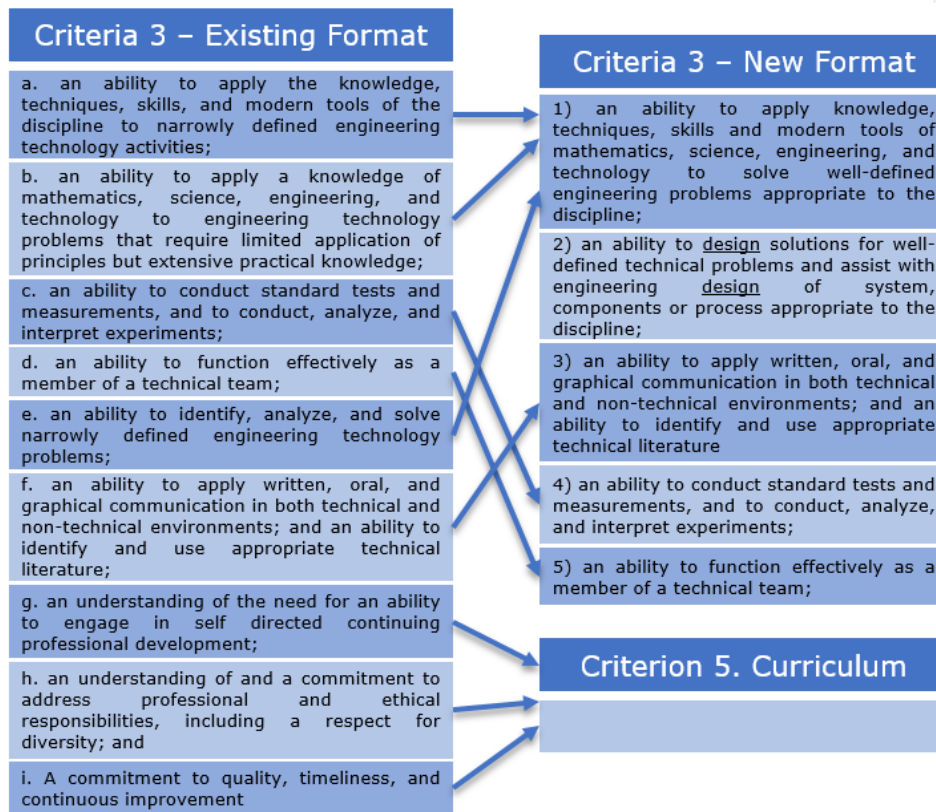 Criteria 3 – Existing Format
a. an ability to apply the knowledge,
techniques, skills, and modern tools of the
discipline to narrowly defined engineering
technology activities;
b. an ability to apply a knowledge of
mathematics, science, engineering, and
technology to engineering technology
problems that require limited application of
principles but extensive practical knowledge;
c. an ability to conduct standard tests and
measurements, and to conduct, analyze, and
interpret experiments;
d. an ability to function effectively as a
member of a technical team;
e. an ability to identify, analyze, and solve
narrowly defined engineering technology
problems;
f. an ability to apply written, oral, and
graphical communication in both technical and
non-technical environments; and an ability to
identify and use appropriate technical
literature;
g. an understanding of the need for an ability
to engage in self directed continuing
professional development;
h. an understanding of and a commitment to
address professional and ethical
responsibilities, including a respect for
diversity; and
i. A commitment to quality, timeliness, and
continuous improvement
Criteria 3 – New Format
1) an ability to apply knowledge,
techniques, skills and modern tools of
mathematics, science, engineering, and
technology to solve well-defined
engineering problems appropriate to the
discipline;
2) an ability to design solutions for well-
defined technical problems and assist with
engineering design of system,
components or process appropriate to the
discipline;
3) an ability to apply written, oral, and
graphical communication in both technical
and non-technical environments; and an
ability to identify and use appropriate
technical literature
4) an ability to conduct standard tests and
measurements, and to conduct, analyze,
and interpret experiments;
5) an ability to function effectively as a
member of a technical team;
Criterion 5. Curriculum